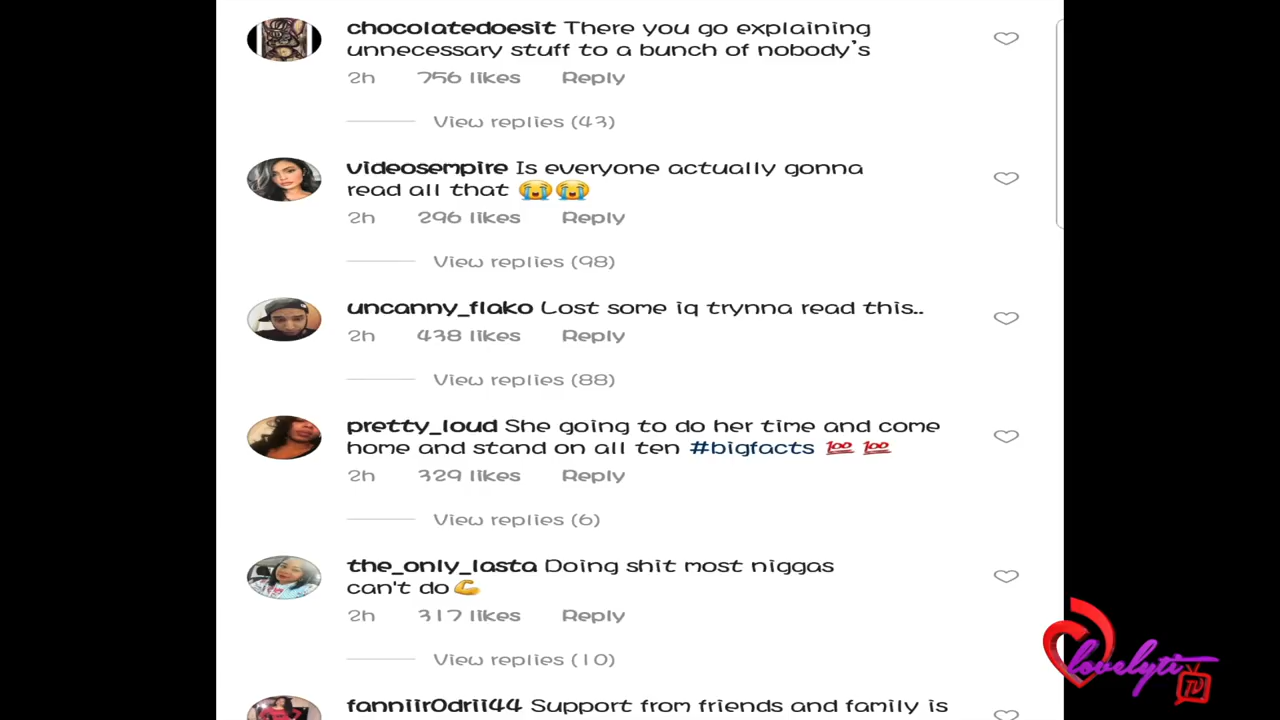 chocolatedoesit There you go explaining
unnecessary stuff to a bunch of nobody's
2h 756 likes Reply
View replies (43)
videosempire Is everyone actually gonna
read all that 😭😭
2h 296 likes Reply
View replies (98)
uncanny_flako Lost some iq trynna read this..
2h 438 likes Reply
View replies (88)
pretty_loud She going to do her time and come
home and stand on all ten #bigfacts 💯 💯
2h 329 likes Reply
View replies (6)
the_only_lasta Doing shit most niggas
can't do💪
2h 317 likes Reply
View replies (10)
fanniir0drii44 Support from friends and family is
lovelyti
TV